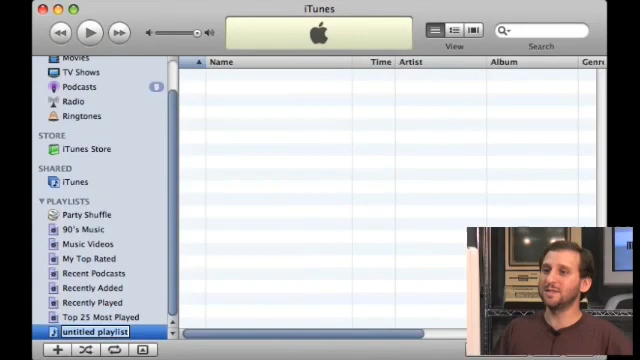 iTunes
View
Search
Name Time Artist Album Genre
Movies
TV Shows
Podcasts 9
Radio
Ringtones
STORE
iTunes Store
SHARED
iTunes
PLAYLISTS
Party Shuffle
90's Music
Music Videos
My Top Rated
Recent Podcasts
Recently Added
Recently Played
Top 25 Most Played
untitled playlist